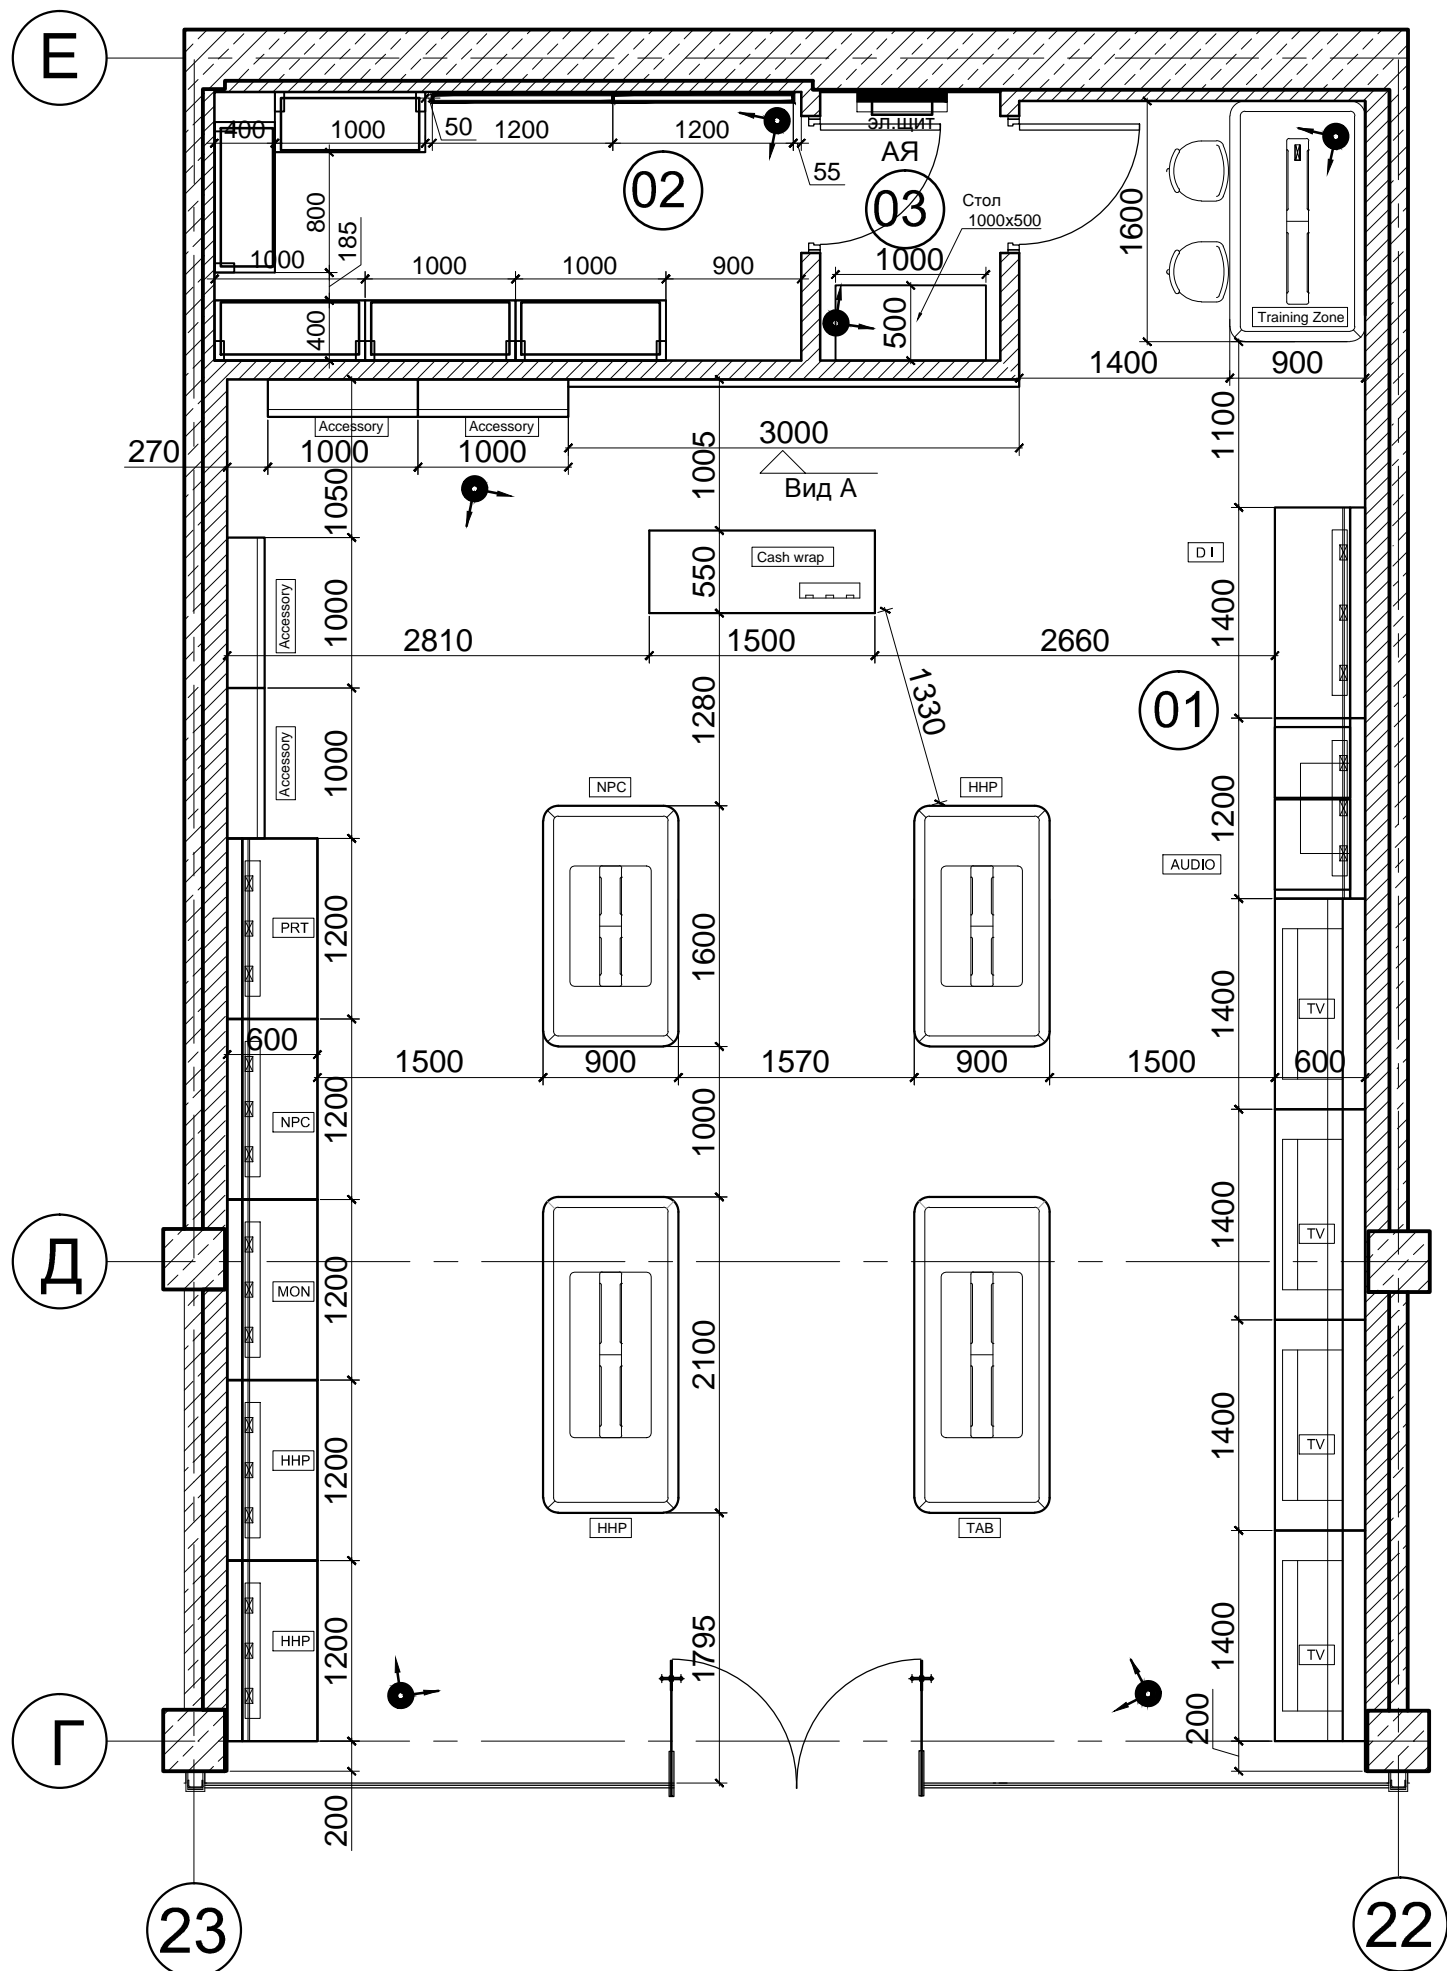 Е
400
1000
50
1200
1200
эл.щит
АЯ
55
02
03
Стол
1000x500
800
185
1600
1000
1000
1000
900
1000
400
500
Training Zone
1400
900
Accessory
Accessory
270
1000
1000
3000
1005
1100
Вид А
1050
550
Cash wrap
D I
Accessory
1000
1400
2810
1500
2660
1280
1330
01
Accessory
1000
NPC
HHP
1200
AUDIO
PRT
1200
1600
1400
TV
600
1500
900
1570
900
1500
600
NPC
1200
1000
1400
TV
Д
MON
1200
2100
1400
TV
HHP
1200
HHP
TAB
HHP
1200
1795
1400
TV
200
Г
200
23
22